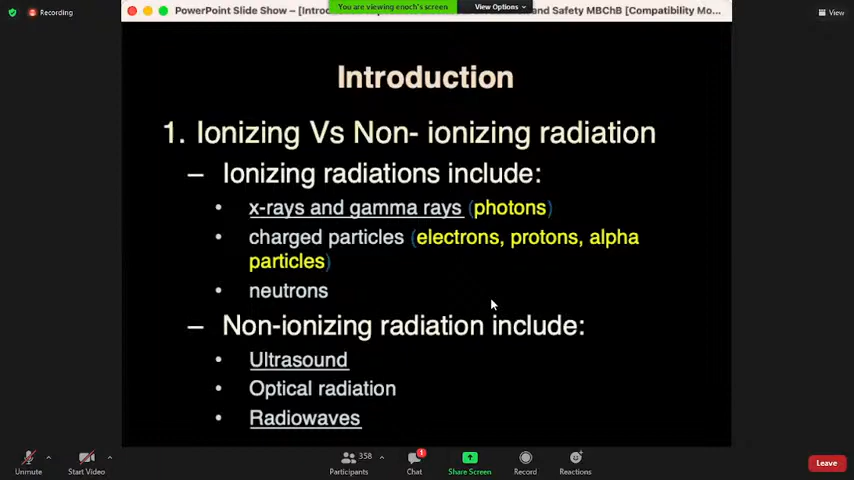 Recording
PowerPoint Slide Show – [Introd
You are viewing enoch's screen
View Options
and Safety MBChB [Compatibility Mo...
View
Introduction
1. Ionizing Vs Non- ionizing radiation
– Ionizing radiations include:
• x-rays and gamma rays (photons)
• charged particles (electrons, protons, alpha
particles)
• neutrons
– Non-ionizing radiation include:
• Ultrasound
• Optical radiation
• Radiowaves
Unmute
Start Video
358
Participants
1
Chat
Share Screen
Record
Reactions
Leave